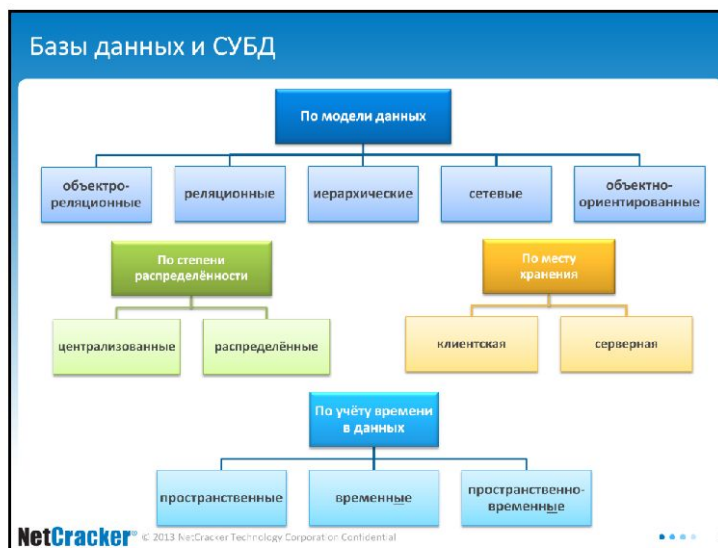 Базы данных и СУБД
По модели данных
объектро-
реляционные
реляционные
иерархические
сетевые
объектно-
ориентированные
По степени
распределённости
централизованные
распределённые
По месту
хранения
клиентская
серверная
По учёту времени
в данных
пространственные
временные
пространственно-
временные
NetCracker® © 2013 NetCracker Technology Corporation Confidential